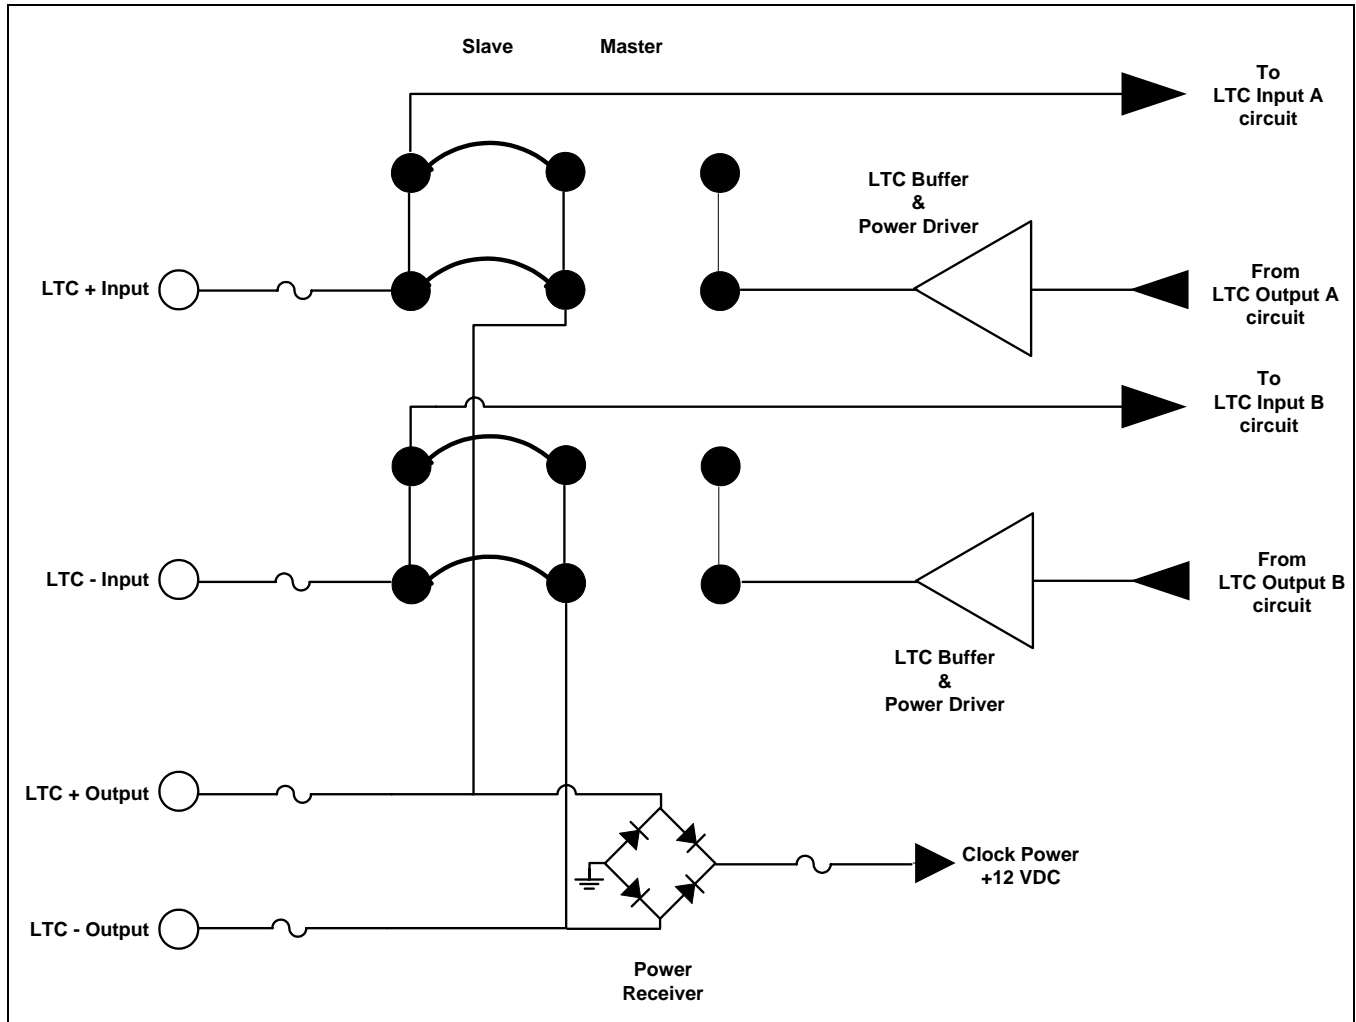 Slave
Master
To
LTC Input A
circuit
LTC Buffer
&
Power Driver
LTC + Input
From
LTC Output A
circuit
To
LTC Input B
circuit
LTC - Input
From
LTC Output B
circuit
LTC Buffer
&
Power Driver
LTC + Output
Clock Power
+12 VDC
LTC - Output
Power
Receiver